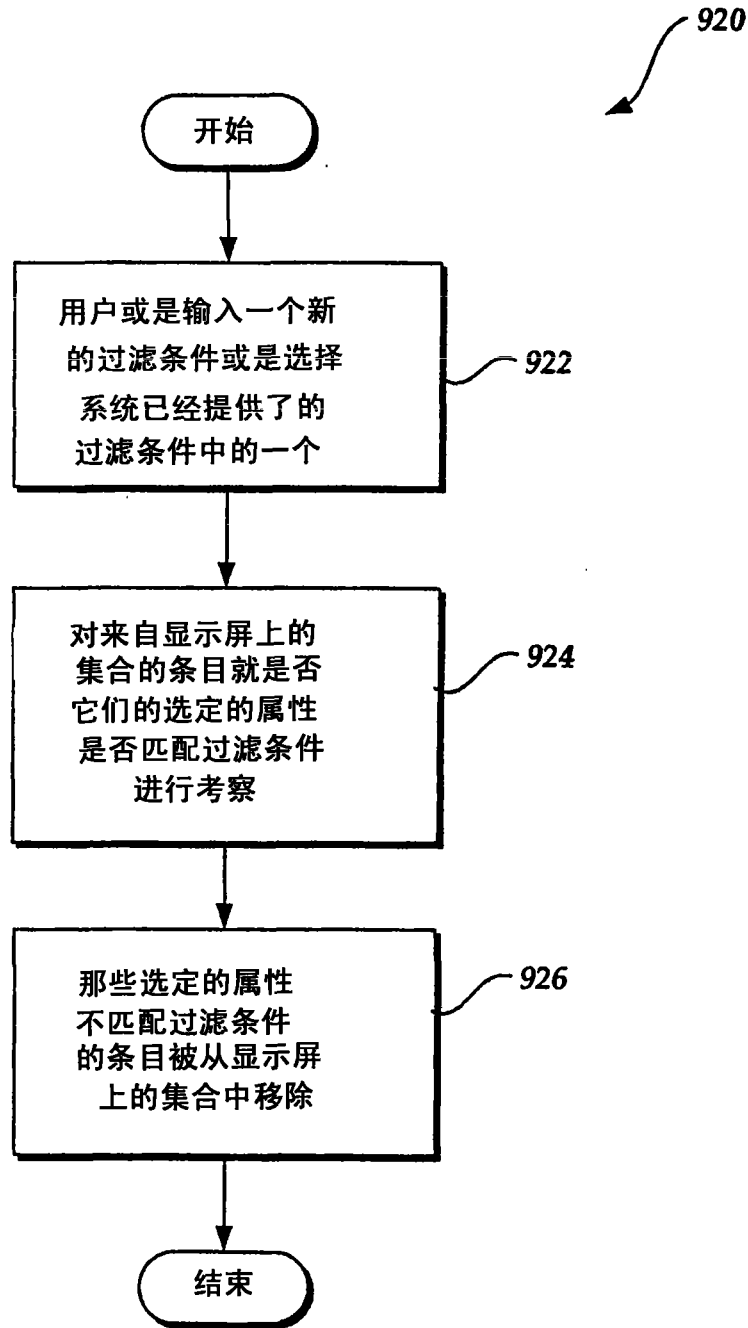 920
开始
用户或是输入一个新
的过滤条件或是选择
系统已经提供了的
过滤条件中的一个
922
对来自显示屏上的
集合的条目就是否
它们的选定的属性
是否匹配过滤条件
进行考察
924
那些选定的属性
不匹配过滤条件
的条目被从显示屏
上的集合中移除
926
结束